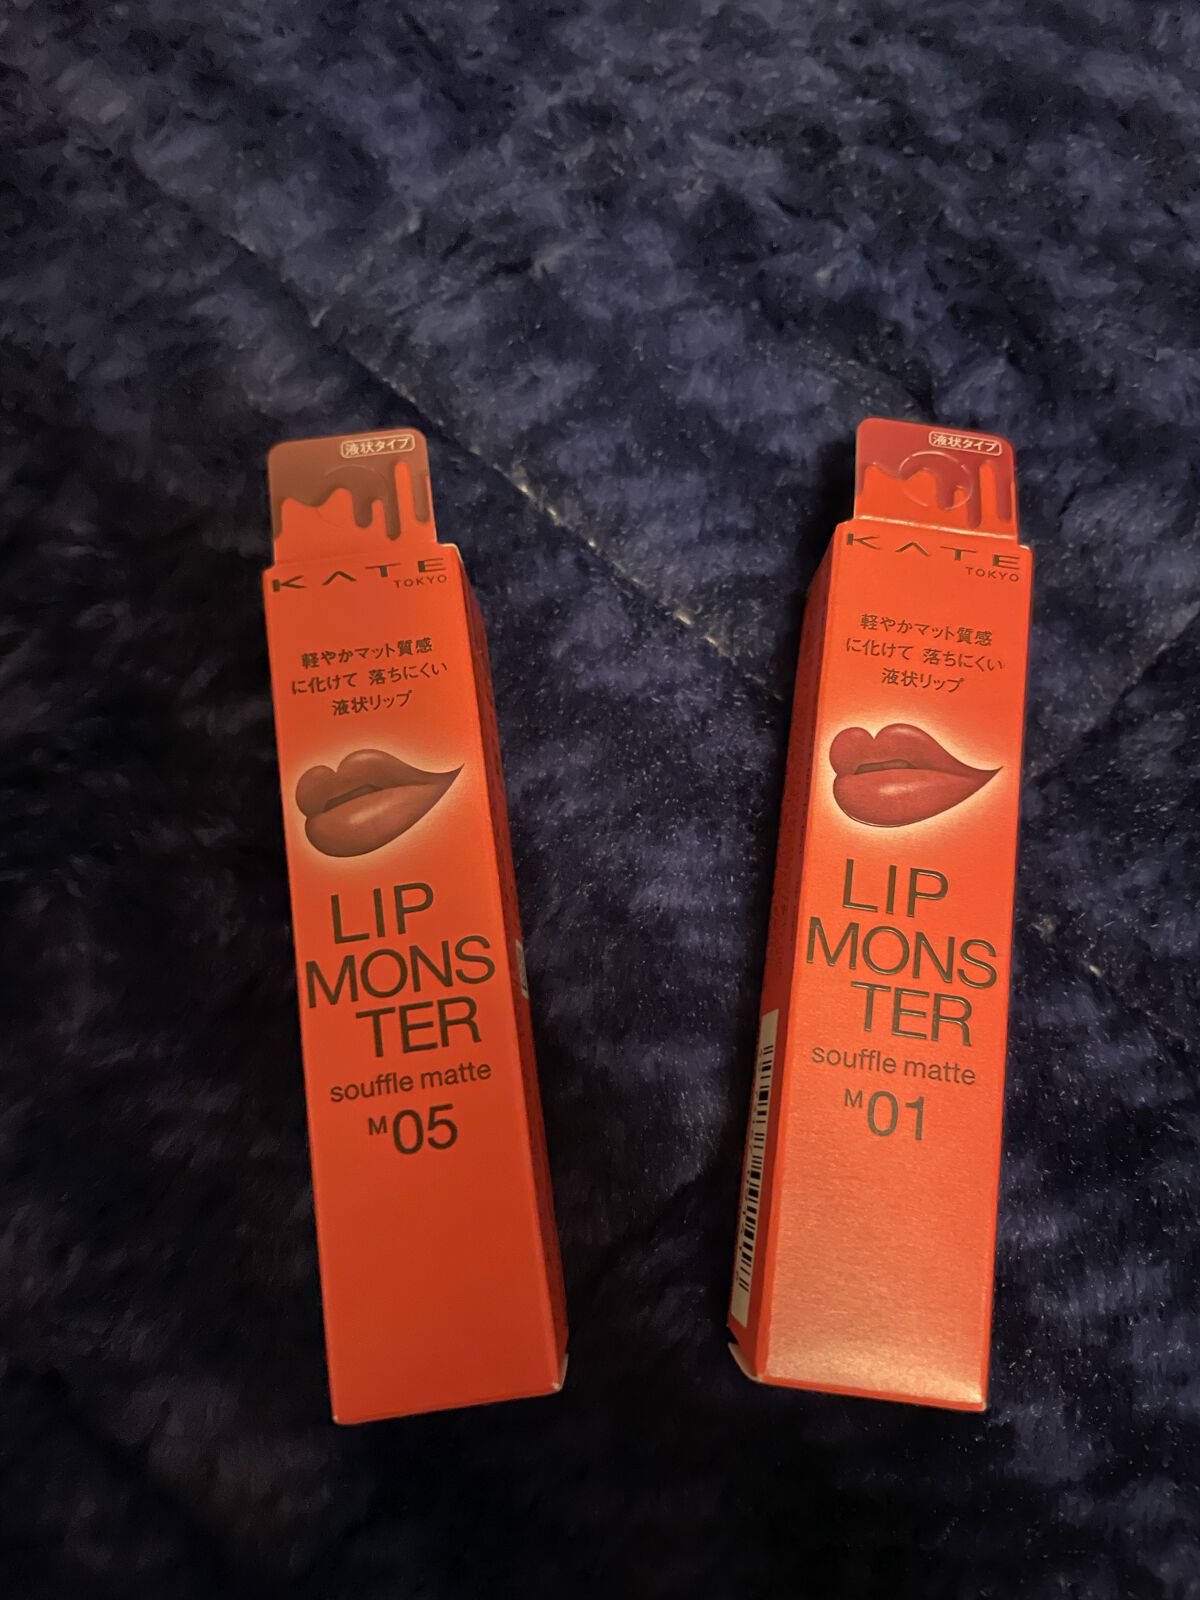 液状タイプ
KATE
TOKYO
軽やかマット質感
に化けて 落ちにくい
液状リップ
LIP
MONS
TER
souffle matte
M05
液状タイプ
KATE
TOKYO
軽やかマット質感
に化けて 落ちにくい
液状リップ
LIP
MONS
TER
souffle matte
M01